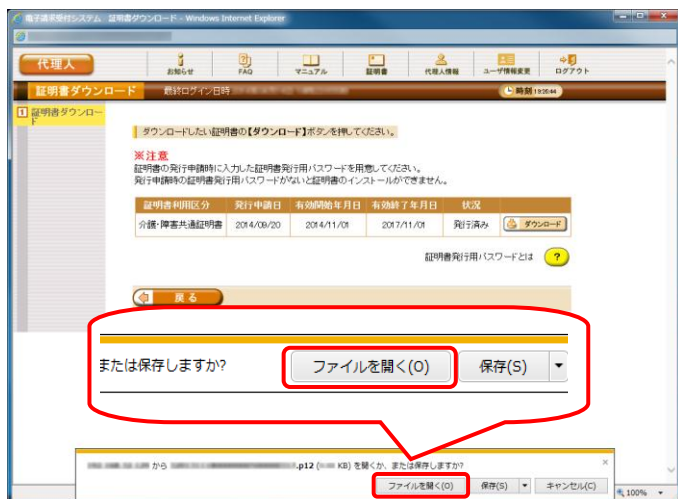 電子請求受付システム 証明書ダウンロード - Windows Internet Explorer
代理人
お知らせ
FAQ
マニュアル
証明書
代理人情報
ユーザ情報変更
ログアウト
証明書ダウンロード
最終ログイン日時
時刻 18:26:44
1 証明書ダウンロー
ド
ダウンロードしたい証明書の【ダウンロード】ボタンを押してください。
※注意
証明書の発行申請時に入力した証明書発行用パスワードを用意してください。
発行申請時の証明書発行用パスワードがないと証明書のインストールができません。
証明書利用区分 発行申請日 有効開始年月日 有効終了年月日 状況
介護・障害共通証明書 2014/09/20 2014/11/01 2017/11/01 発行済み ダウンロード
証明書発行用パスワードとは ?
戻る
または保存しますか?
ファイルを開く(O) 保存(S)
から .p12 ( KB) を開くか、または保存しますか?
ファイルを開く(O) 保存(S) キャンセル(C)
100%